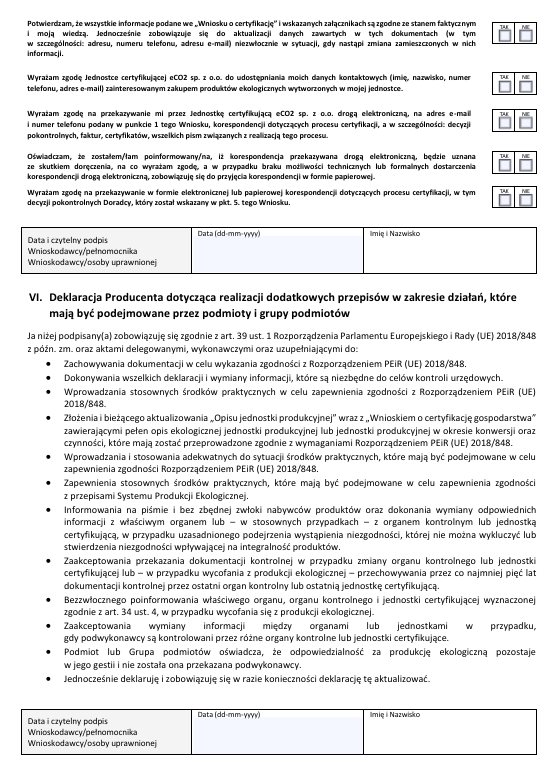 Potwierdzam, że wszystkie informacje podane we „Wniosku o certyfikację" i wskazanych załącznikach są zgodne ze stanem faktycznym
i moją wiedzą. Jednocześnie zobowiązuje się do aktualizacji danych zawartych w tych dokumentach (w tym
w szczególności: adresu, numeru telefonu, adresu e-mail) niezwłocznie w sytuacji, gdy nastąpi zmiana zamieszczonych w nich
informacji.
TAK NIE
Wyrażam zgodę Jednostce certyfikującej eCO2 sp. z o.o. do udostępniania moich danych kontaktowych (imię, nazwisko, numer
telefonu, adres e-mail) zainteresowanym zakupem produktów ekologicznych wytworzonych w mojej jednostce.
TAK NIE
Wyrażam zgodę na przekazywanie mi przez Jednostkę certyfikującą eCO2 sp. z o.o. drogą elektroniczną, na adres e-mail
i numer telefonu podany w punkcie 1 tego Wniosku, korespondencji dotyczących procesu certyfikacji, a w szczególności: decyzji
pokontrolnych, faktur, certyfikatów, wszelkich pism związanych z realizacją tego procesu.
TAK NIE
Oświadczam, że zostałem/łam poinformowany/na, iż korespondencja przekazywana drogą elektroniczną, będzie uznana
ze skutkiem doręczenia, na co wyrażam zgodę, a w przypadku braku możliwości technicznych lub formalnych dostarczenia
korespondencji drogą elektroniczną, zobowiązuję się do przyjęcia korespondencji w formie papierowej.
TAK NIE
Wyrażam zgodę na przekazywanie w formie elektronicznej lub papierowej korespondencji dotyczących procesu certyfikacji, w tym
decyzji pokontrolnych Doradcy, który został wskazany w pkt. 5. tego Wniosku.
TAK NIE
Data i czytelny podpis
Wnioskodawcy/pełnomocnika
Wnioskodawcy/osoby uprawnionej
Data (dd-mm-yyyy)
Imię i Nazwisko
VI. Deklaracja Producenta dotycząca realizacji dodatkowych przepisów w zakresie działań, które
mają być podejmowane przez podmioty i grupy podmiotów
Ja niżej podpisany(a) zobowiązuję się zgodnie z art. 39 ust. 1 Rozporządzenia Parlamentu Europejskiego i Rady (UE) 2018/848
z późn. zm. oraz aktami delegowanymi, wykonawczymi oraz uzupełniającymi do:
• Zachowywania dokumentacji w celu wykazania zgodności z Rozporządzeniem PEiR (UE) 2018/848.
• Dokonywania wszelkich deklaracji i wymiany informacji, które są niezbędne do celów kontroli urzędowych.
• Wprowadzania stosownych środków praktycznych w celu zapewnienia zgodności z Rozporządzeniem PEiR (UE)
2018/848.
• Złożenia i bieżącego aktualizowania „Opisu jednostki produkcyjnej" wraz z „Wnioskiem o certyfikację gospodarstwa"
zawierającymi pełen opis ekologicznej jednostki produkcyjnej lub jednostki produkcyjnej w okresie konwersji oraz
czynności, które mają zostać przeprowadzone zgodnie z wymaganiami Rozporządzeniem PEiR (UE) 2018/848.
• Wprowadzania i stosowania adekwatnych do sytuacji środków praktycznych, które mają być podejmowane w celu
zapewnienia zgodności Rozporządzeniem PEiR (UE) 2018/848.
• Zapewnienia stosownych środków praktycznych, które mają być podejmowane w celu zapewnienia zgodności
z przepisami Systemu Produkcji Ekologicznej.
• Informowania na piśmie i bez zbędnej zwłoki nabywców produktów oraz dokonania wymiany odpowiednich
informacji z właściwym organem lub – w stosownych przypadkach – z organem kontrolnym lub jednostką
certyfikującą, w przypadku uzasadnionego podejrzenia wystąpienia niezgodności, której nie można wykluczyć lub
stwierdzenia niezgodności wpływającej na integralność produktów.
• Zaakceptowania przekazania dokumentacji kontrolnej w przypadku zmiany organu kontrolnego lub jednostki
certyfikującej lub – w przypadku wycofania z produkcji ekologicznej – przechowywania przez co najmniej pięć lat
dokumentacji kontrolnej przez ostatni organ kontrolny lub ostatnią jednostkę certyfikującą.
• Bezzwłocznego poinformowania właściwego organu, organu kontrolnego i jednostki certyfikującej wyznaczonej
zgodnie z art. 34 ust. 4, w przypadku wycofania się z produkcji ekologicznej.
• Zaakceptowania wymiany informacji między organami lub jednostkami w przypadku,
gdy podwykonawcy są kontrolowani przez różne organy kontrolne lub jednostki certyfikujące.
• Podmiot lub Grupa podmiotów oświadcza, że odpowiedzialność za produkcję ekologiczną pozostaje
w jego gestii i nie została ona przekazana podwykonawcy.
• Jednocześnie deklaruję i zobowiązuję się w razie konieczności deklarację tę aktualizować.
Data i czytelny podpis
Wnioskodawcy/pełnomocnika
Wnioskodawcy/osoby uprawnionej
Data (dd-mm-yyyy)
Imię i Nazwisko